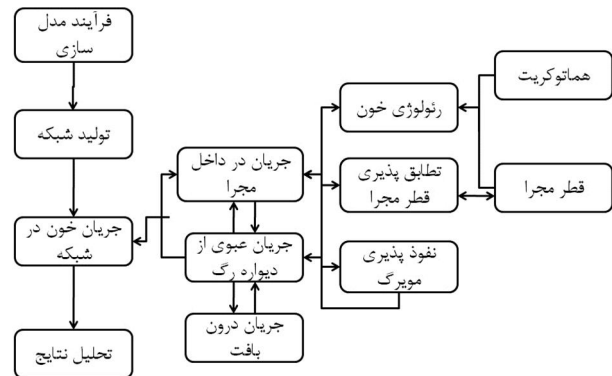 فرآیند مدل
سازی
تولید شبکه
جریان خون در
شبکه
تحلیل نتایج
جریان در داخل
مجرا
جریان عبوی از
دیواره رگ
جریان درون
بافت
رئولوژی خون
تطابق پذیری
قطر مجرا
نفوذ پذیری
مویرگ
هماتوکریت
قطر مجرا